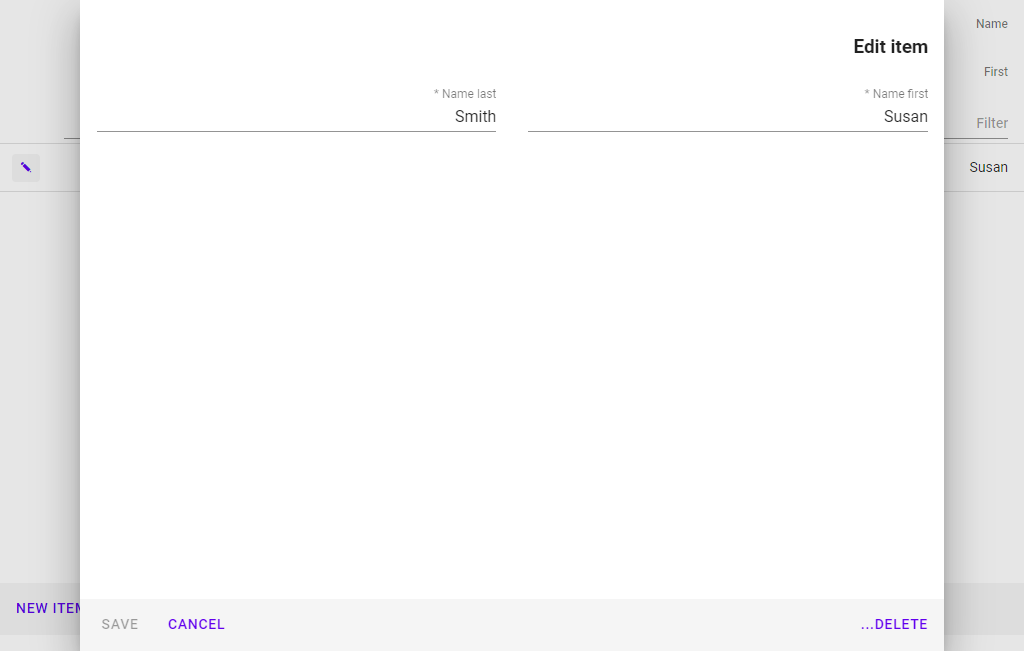 Name
First
Filter
Susan
NEW ITEM
Edit item
* Name first
Susan
* Name last
Smith
...DELETE
CANCEL
SAVE